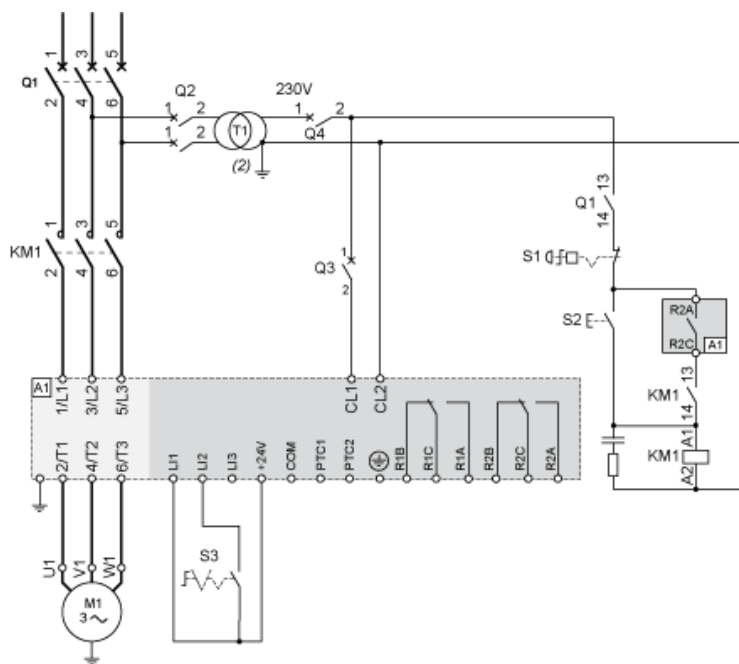 1 3 5
Q1
2 4 6
Q2
1 2
1 2
T1
(2)
230V
1 2
Q4
13
Q1
14
1 3 5
KM1
2 4 6
1
Q3
2
S1
S2
R2A
R2C A1
13
KM1
14
A1
KM1
A2
A1
1/L1 3/L2 5/L3
CL1 CL2
2/T1 4/T2 6/T3
LI1 LI2 LI3 +24V COM PTC1 PTC2 R1B R1C R1A R2B R2C R2A
S3
U1 V1 W1
M1
3